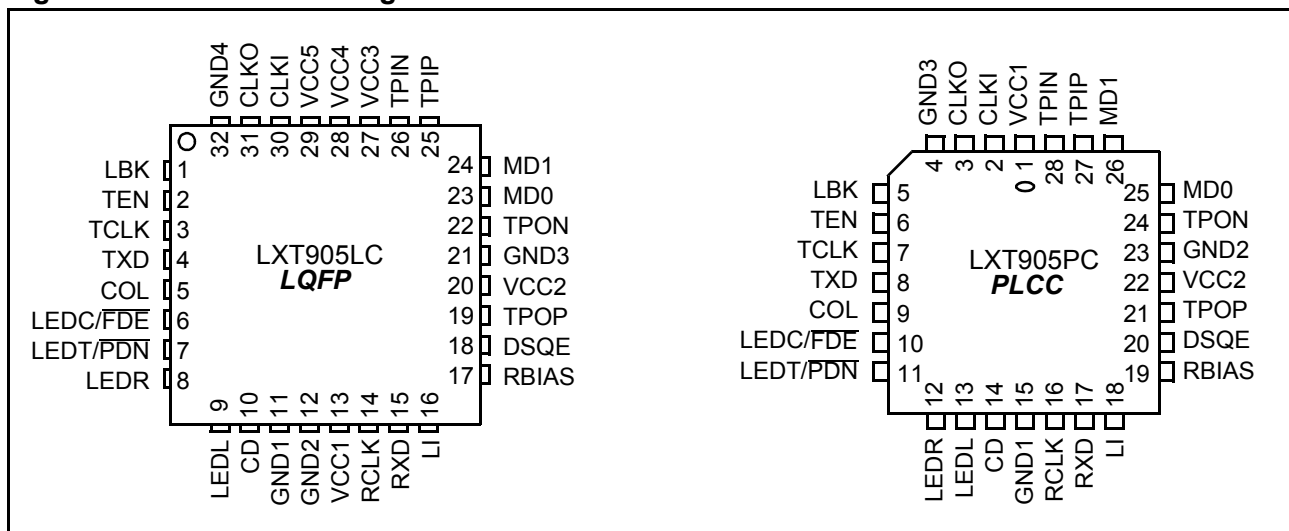 GND4
CLKO
CLKI
VCC5
VCC4
VCC3
TPIN
TPIP
32
31
30
29
28
27
26
25
LBK 1
TEN 2
TCLK 3
TXD 4
COL 5
LEDC/FDE 6
LEDT/PDN 7
LEDR 8
LXT905LC
LQFP
24 MD1
23 MD0
22 TPON
21 GND3
20 VCC2
19 TPOP
18 DSQE
17 RBIAS
9
10
11
12
13
14
15
16
LEDL
CD
GND1
GND2
VCC1
RCLK
RXD
LI
GND3
CLKO
CLKI
VCC1
TPIN
TPIP
MD1
4
3
2
1
28
27
26
LBK 5
TEN 6
TCLK 7
TXD 8
COL 9
LEDC/FDE 10
LEDT/PDN 11
LXT905PC
PLCC
25 MD0
24 TPON
23 GND2
22 VCC2
21 TPOP
20 DSQE
19 RBIAS
12
13
14
15
16
17
18
LEDR
LEDL
CD
GND1
RCLK
RXD
LI